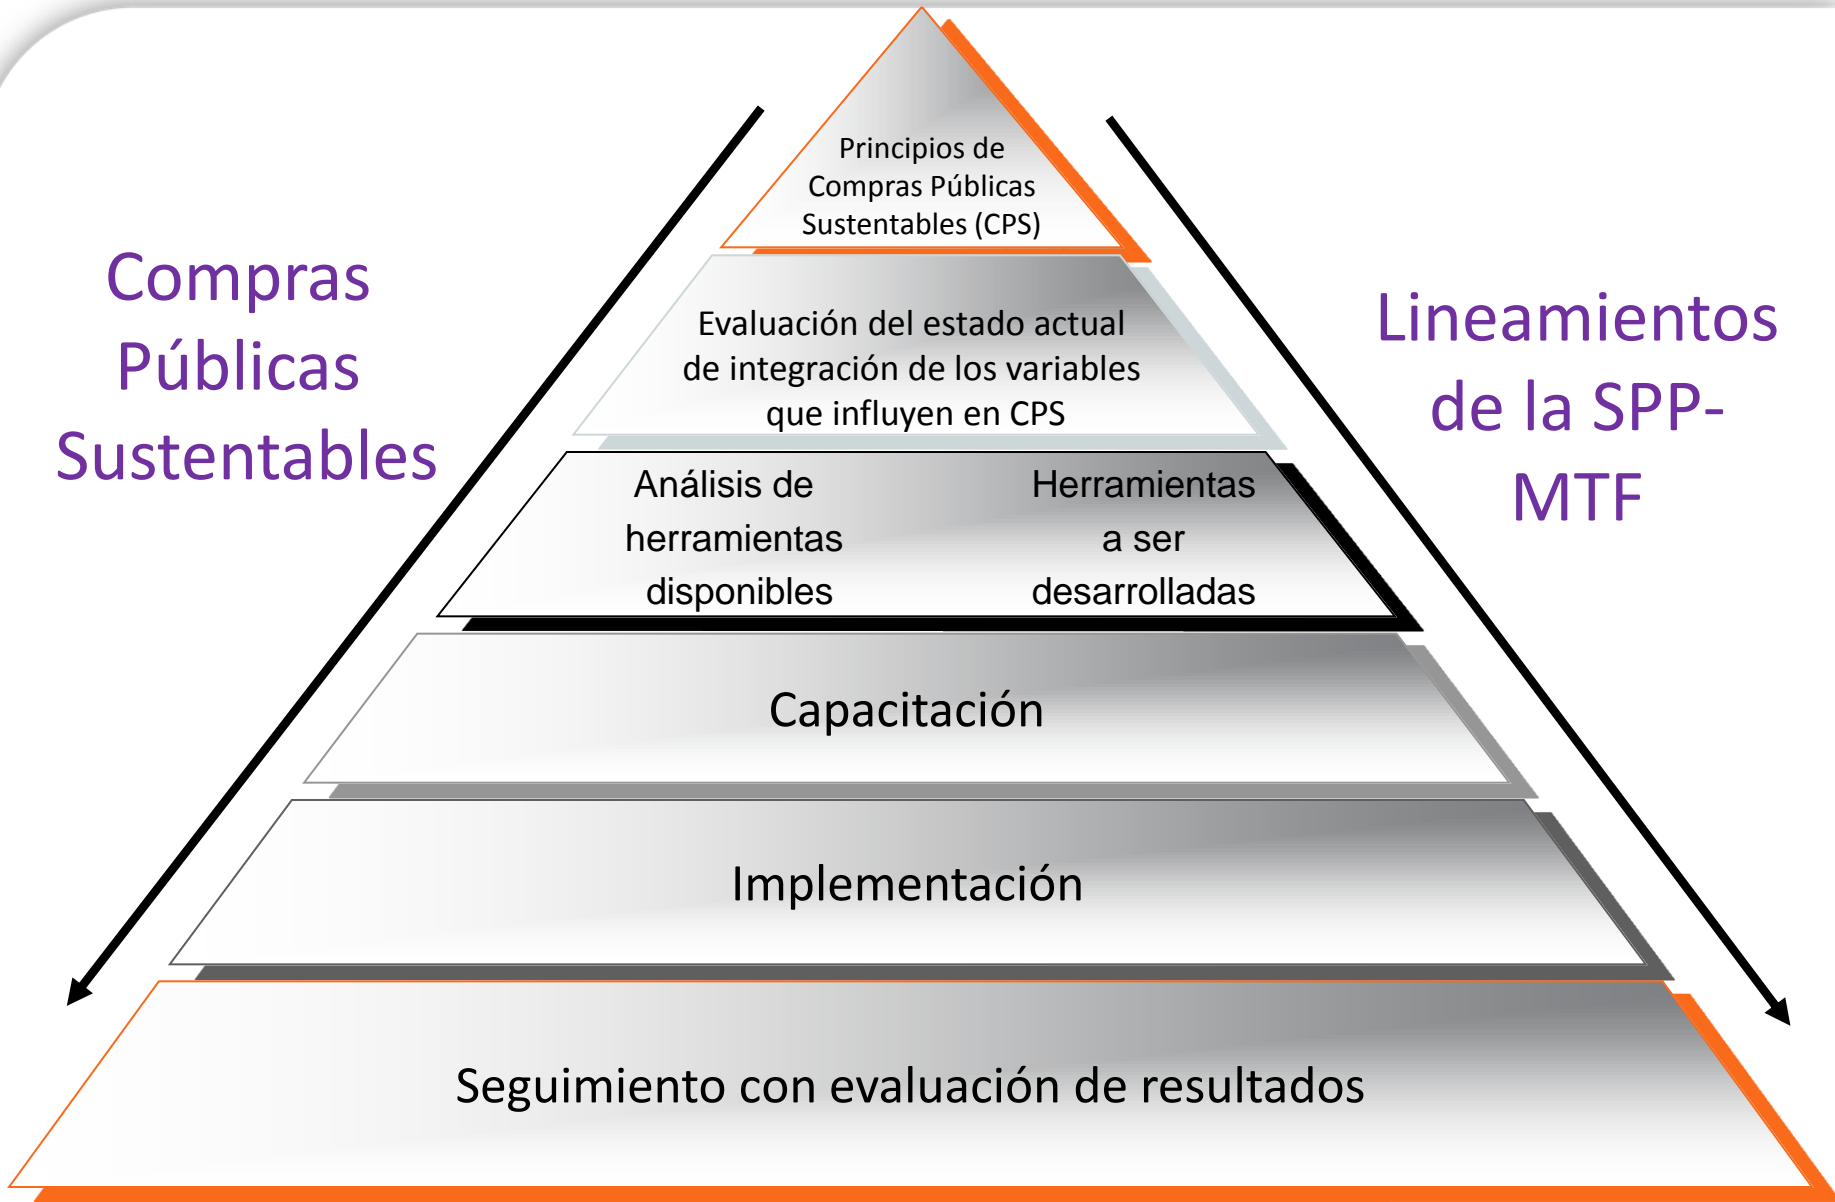 Principios de
Compras Públicas
Sustentables (CPS)
Compras
Públicas
Sustentables
Lineamientos
de la SPP-
MTF
Evaluación del estado actual
de integración de los variables
que influyen en CPS
Análisis de
herramientas
disponibles
Herramientas
a ser
desarrolladas
Capacitación
Implementación
Seguimiento con evaluación de resultados